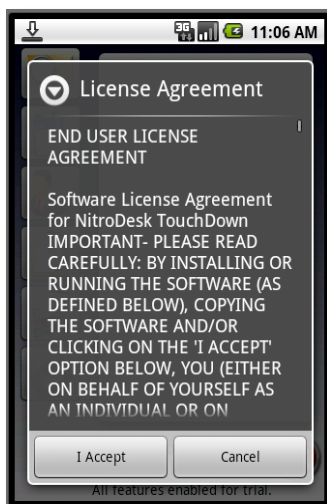 3G
11:06 AM
License Agreement
END USER LICENSE
AGREEMENT
Software License Agreement
for NitroDesk TouchDown
IMPORTANT- PLEASE READ
CAREFULLY: BY INSTALLING OR
RUNNING THE SOFTWARE (AS
DEFINED BELOW), COPYING
THE SOFTWARE AND/OR
CLICKING ON THE 'I ACCEPT'
OPTION BELOW, YOU (EITHER
ON BEHALF OF YOURSELF AS
AN INDIVIDUAL OR ON
I Accept
Cancel
All features enabled for trial.